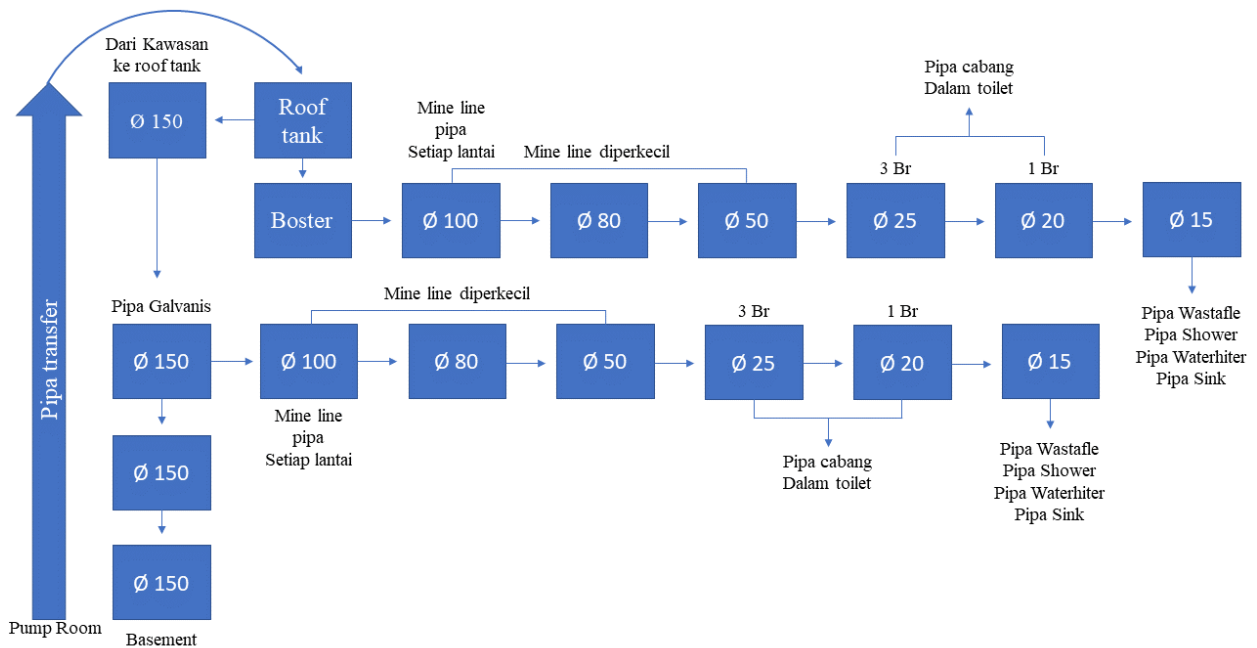 Dari Kawasan
ke roof tank
Ø 150
Roof
tank
Pipa cabang
Dalam toilet
Mine line
pipa
Setiap lantai
Mine line diperkecil
3 Br
1 Br
Boster
Ø 100
Ø 80
Ø 50
Ø 25
Ø 20
Ø 15
Pipa Wastafle
Pipa Shower
Pipa Waterhiter
Pipa Sink
Pipa transfer
Pipa Galvanis
Mine line diperkecil
3 Br
1 Br
Ø 150
Ø 100
Ø 80
Ø 50
Ø 25
Ø 20
Ø 15
Mine line
pipa
Setiap lantai
Pipa cabang
Dalam toilet
Pipa Wastafle
Pipa Shower
Pipa Waterhiter
Pipa Sink
Ø 150
Ø 150
Pump Room
Basement